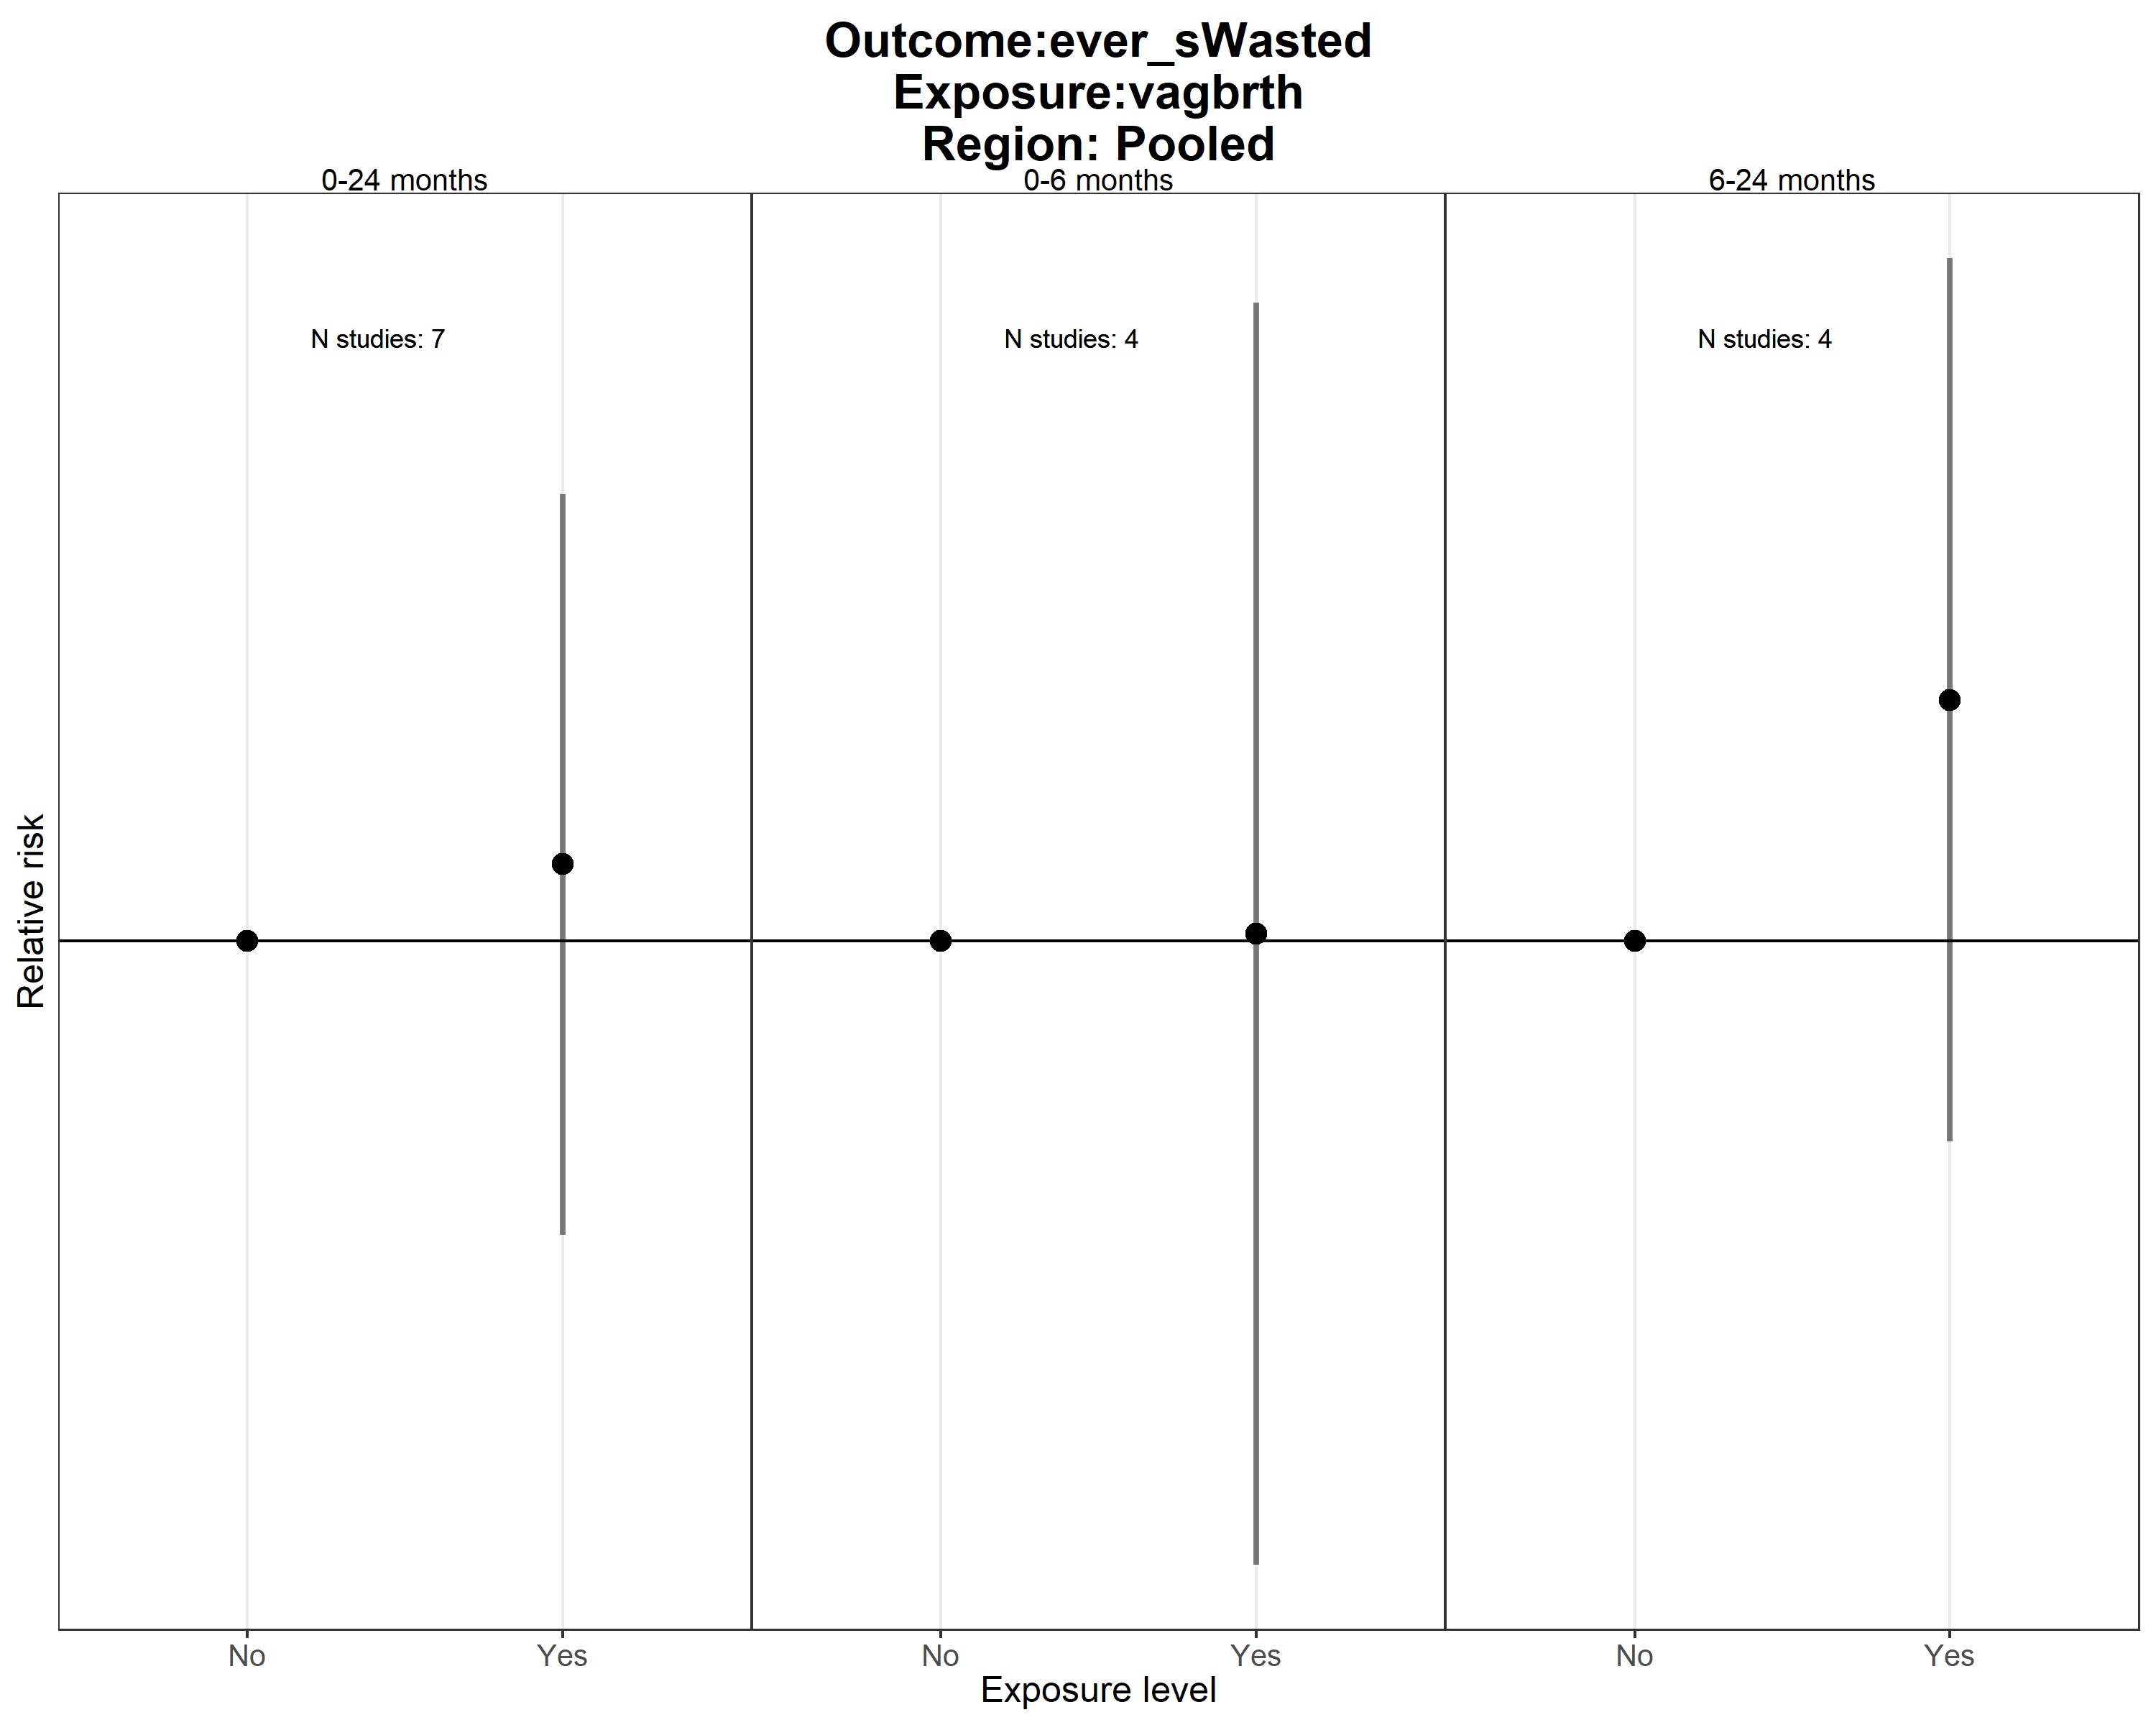 Outcome:ever_sWasted
Exposure:vagbrth
Region: Pooled
0-24 months
0-6 months
6-24 months
N studies: 7
N studies: 4
N studies: 4
Relative risk
No
Yes
No
Yes
No
Yes
Exposure level